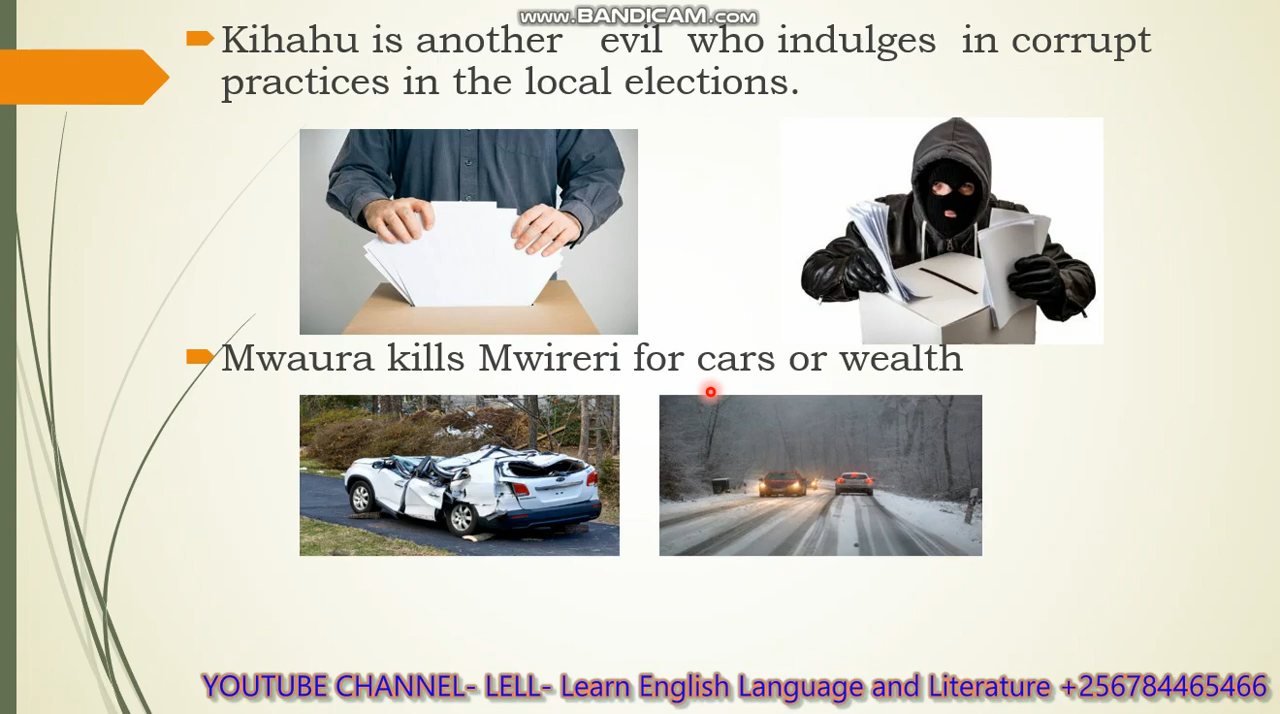 www.BANDICAM.com
Kihahu is another evil who indulges in corrupt
practices in the local elections.
Mwaura kills Mwireri for cars or wealth
YOUTUBE CHANNEL- LELL- Learn English Language and Literature +256784465466